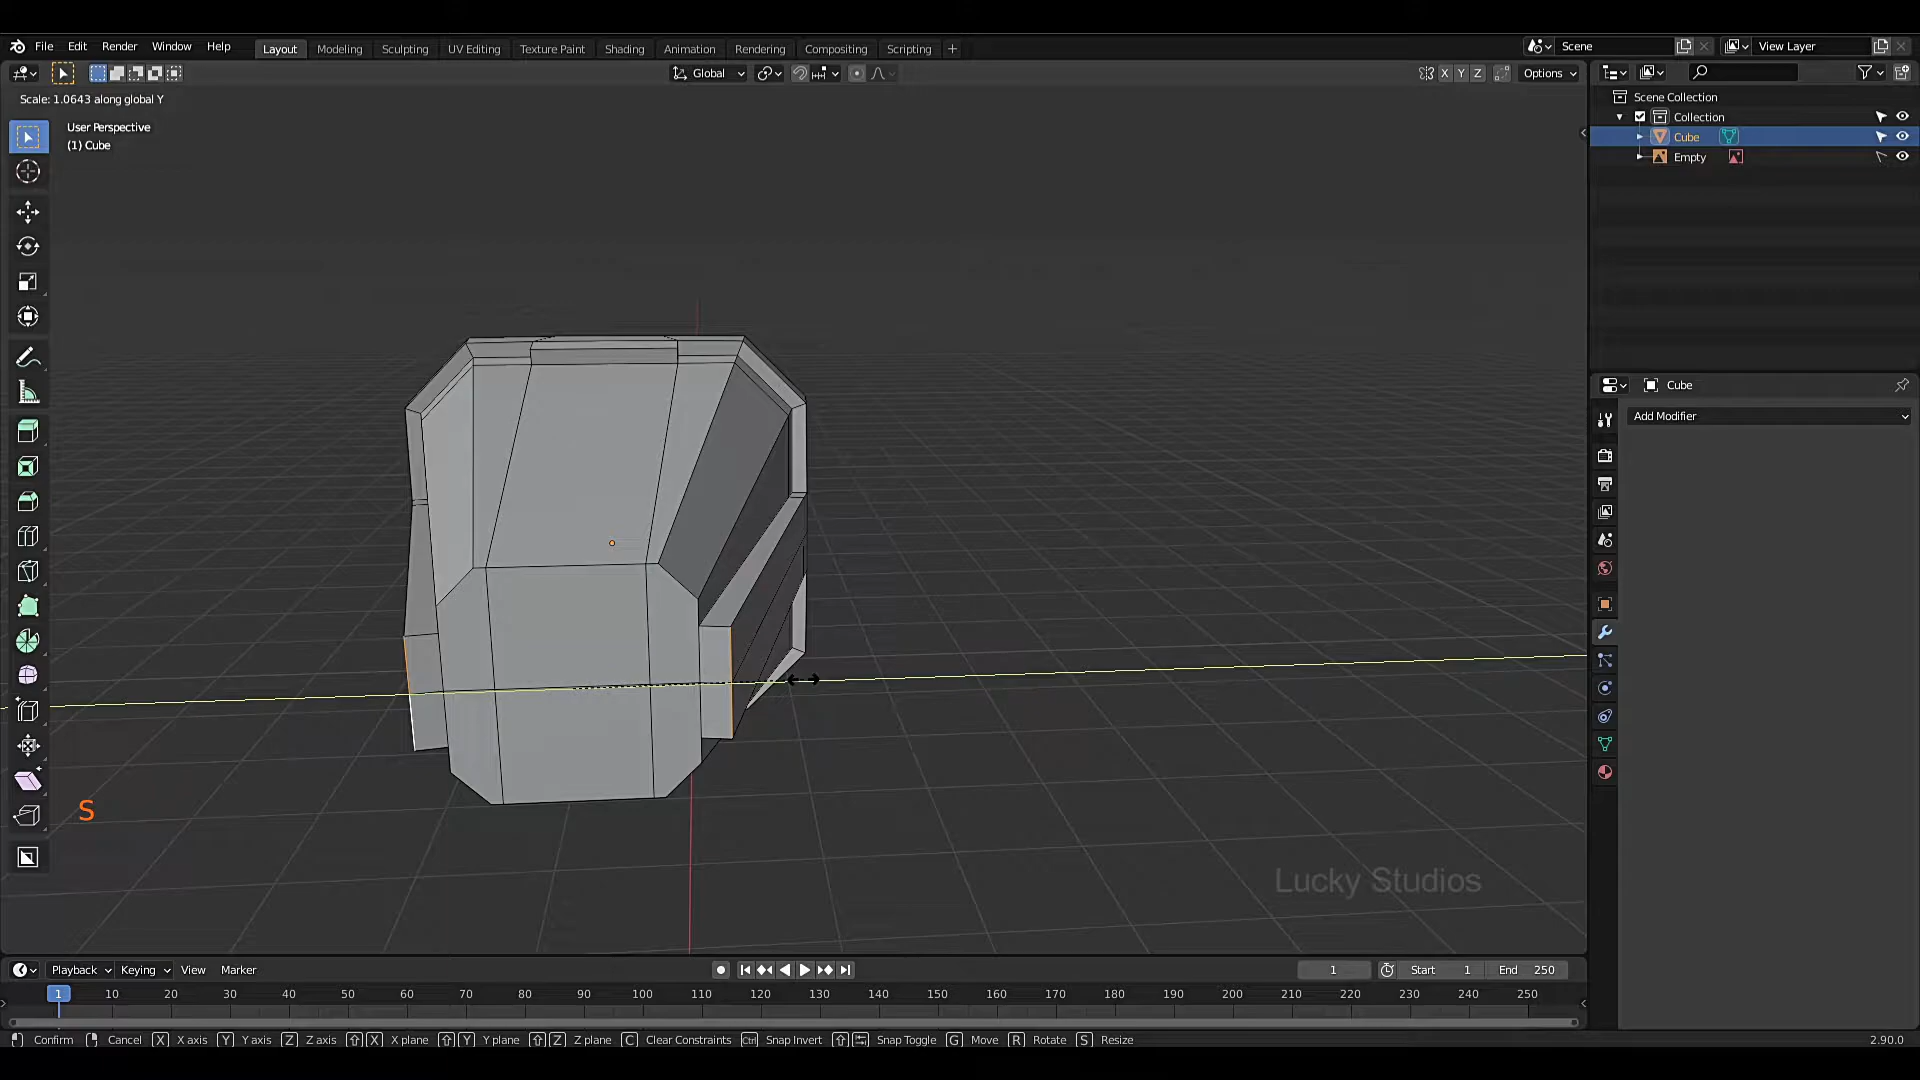 File Edit Render Window Help Layout Modeling Sculpting UV Editing Texture Paint Shading Animation Rendering Compositing Scripting + Scene View Layer
Global X Y Z Options
Scale: 1.0643 along global Y
User Perspective
(1) Cube
Scene Collection
Collection
Cube
Empty
Cube
Add Modifier
S
Lucky Studios
Playback Keying View Marker 1 Start 1 End 250
1 10 20 30 40 50 60 70 80 90 100 110 120 130 140 150 160 170 180 190 200 210 220 230 240 250
Confirm Cancel X X axis Y Y axis Z Z axis X X plane Y Y plane Z Z plane C Clear Constraints Ctrl Snap Invert Snap Toggle G Move R Rotate S Resize 2.90.0